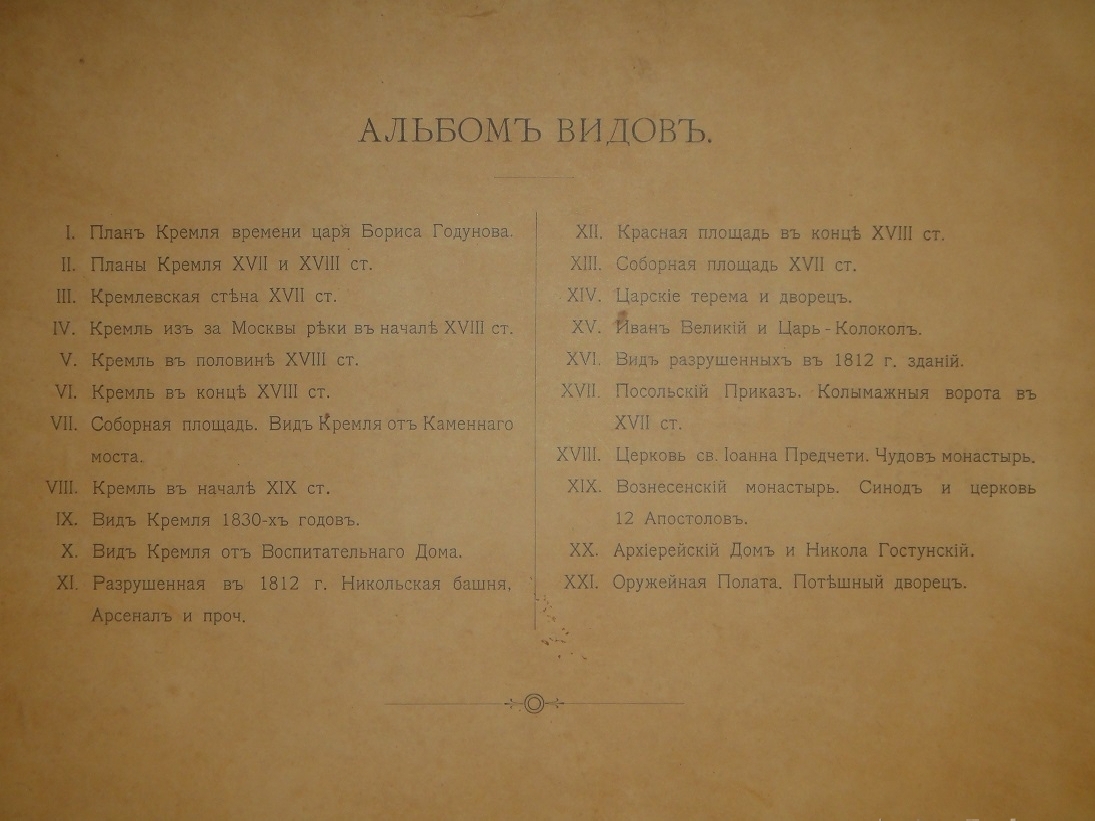 АЛЬБОМЪ ВИДОВЪ.
I. Планъ Кремля времени царя Бориса Годунова.
II. Планы Кремля XVII и XVIII ст.
III. Кремлевская стѣна XVII ст.
IV. Кремль изъ за Москвы рѣки въ началѣ XVIII ст.
V. Кремль въ половинѣ XVIII ст.
VI. Кремль въ концѣ XVIII ст.
VII. Соборная площадь. Видъ Кремля отъ Каменнаго
моста.
VIII. Кремль въ началѣ XIX ст.
IX. Видъ Кремля 1830-хъ годовъ.
X. Видъ Кремля отъ Воспитательнаго Дома.
XI. Разрушенная въ 1812 г. Никольская башня,
Арсеналъ и проч.
XII. Красная площадь въ концѣ XVIII ст.
XIII. Соборная площадь XVII ст.
XIV. Царскіе терема и дворецъ.
XV. Иванъ Великій и Царь-Колоколъ.
XVI. Видъ разрушенныхъ въ 1812 г. зданій.
XVII. Посольскій Приказъ. Колымажныя ворота въ
XVII ст.
XVIII. Церковь св. Іоанна Предчети. Чудовъ монастырь.
XIX. Вознесенскій монастырь. Синодъ и церковь
12 Апостоловъ.
XX. Архіерейскій Домъ и Никола Гостунскій.
XXI. Оружейная Полата. Потѣшный дворецъ.